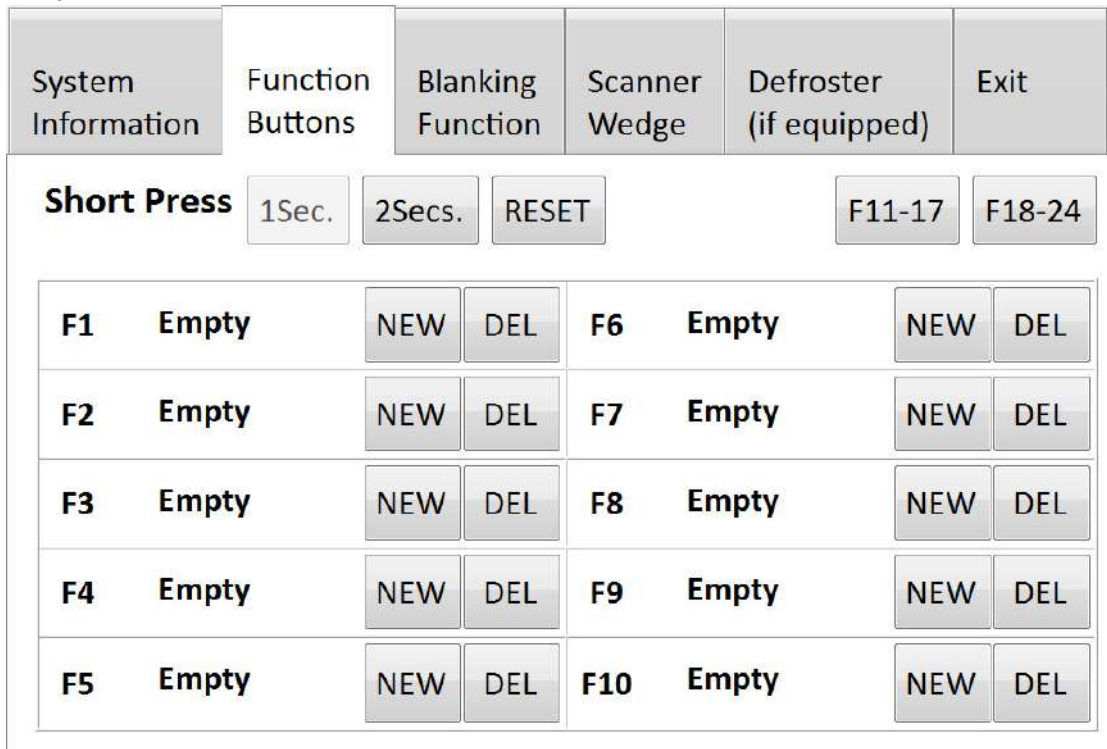 System Information
Function Buttons
Blanking Function
Scanner Wedge
Defroster (if equipped)
Exit
Short Press 1Sec. 2Secs. RESET F11-17 F18-24
F1 Empty NEW DEL F6 Empty NEW DEL
F2 Empty NEW DEL F7 Empty NEW DEL
F3 Empty NEW DEL F8 Empty NEW DEL
F4 Empty NEW DEL F9 Empty NEW DEL
F5 Empty NEW DEL F10 Empty NEW DEL